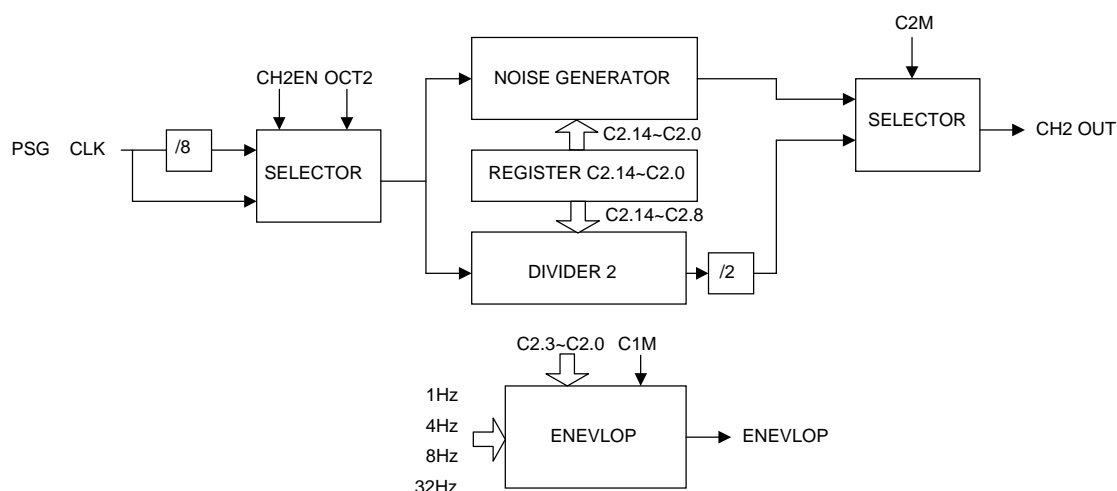 C2M
CH2EN OCT2
NOISE GENERATOR
SELECTOR
C2.14~C2.0
PSG CLK
/8
CH2 OUT
SELECTOR
REGISTER C2.14~C2.0
C2.14~C2.8
DIVIDER 2
/2
C2.3~C2.0 C1M
1Hz
4Hz
ENEVLOP
ENEVLOP
8Hz
32Hz